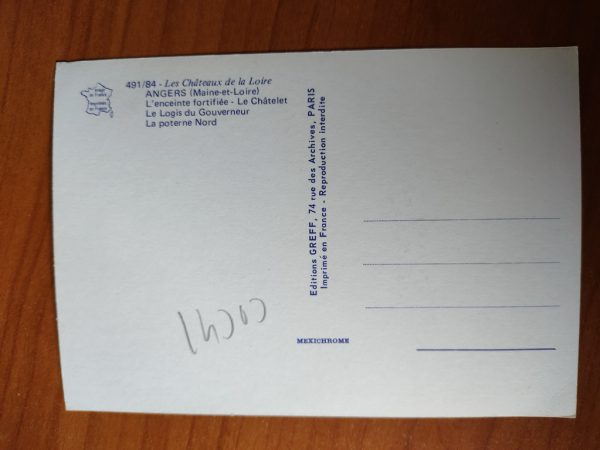 491/84 - Les Châteaux de la Loire
ANGERS (Maine-et-Loire)
L'enceinte fortifiée - Le Châtelet
Le Logis du Gouverneur
La poterne Nord
Editions GREFF, 74 rue des Archives, PARIS
Imprimé en France - Reproduction interdite
MEXICHROME